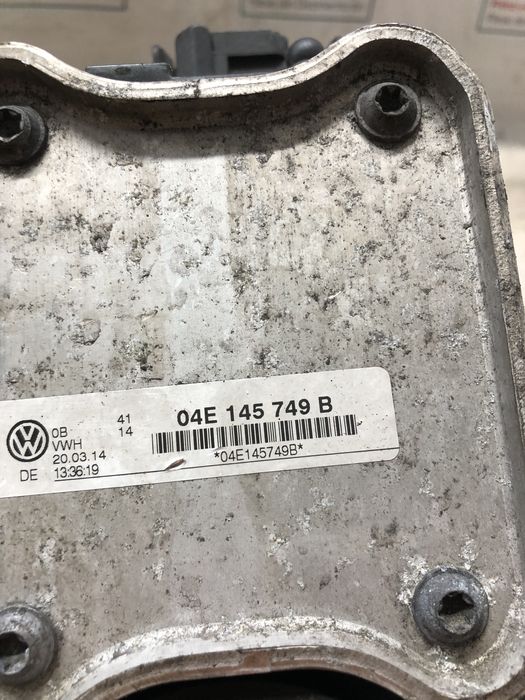 04E 145 749 B
0B 41
VWH 14
20.03.14
DE 13:36:19
*04E145749B*